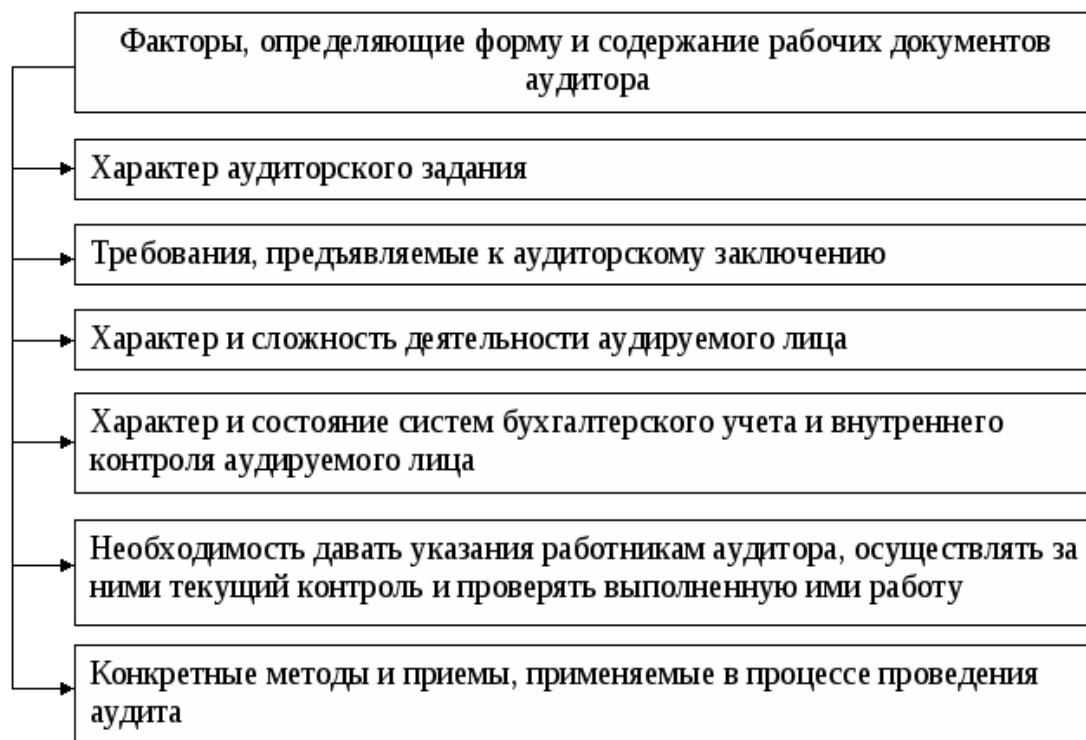 Факторы, определяющие форму и содержание рабочих документов
аудитора
Характер аудиторского задания
Требования, предъявляемые к аудиторскому заключению
Характер и сложность деятельности аудируемого лица
Характер и состояние систем бухгалтерского учета и внутреннего
контроля аудируемого лица
Необходимость давать указания работникам аудитора, осуществлять за
ними текущий контроль и проверять выполненную ими работу
Конкретные методы и приемы, применяемые в процессе проведения
аудита